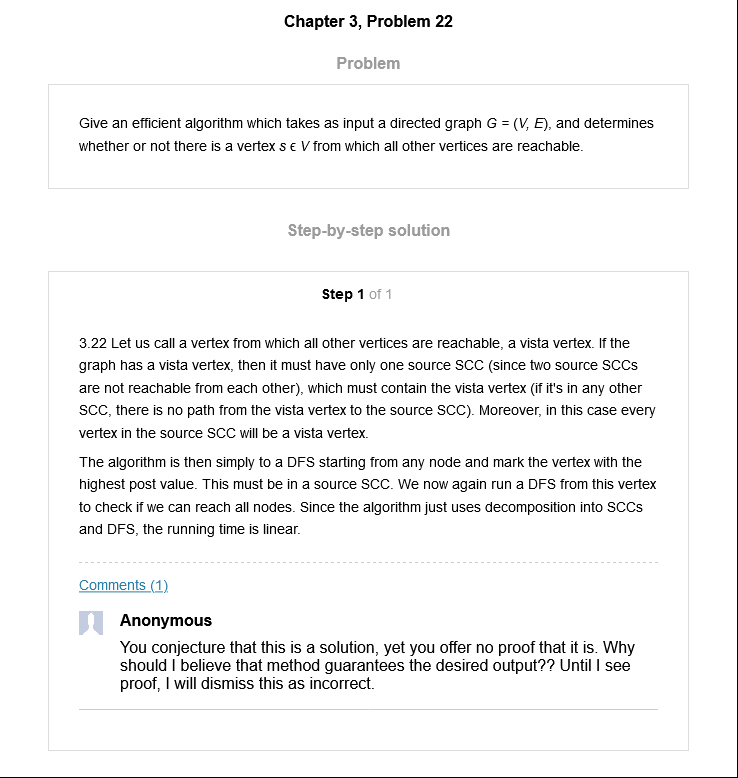 Chapter 3, Problem 22
Problem
Give an efficient algorithm which takes as input a directed graph G = (V, E), and determines
whether or not there is a vertex s ϵ V from which all other vertices are reachable.
Step-by-step solution
Step 1 of 1
3.22 Let us call a vertex from which all other vertices are reachable, a vista vertex. If the
graph has a vista vertex, then it must have only one source SCC (since two source SCCs
are not reachable from each other), which must contain the vista vertex (if it's in any other
SCC, there is no path from the vista vertex to the source SCC). Moreover, in this case every
vertex in the source SCC will be a vista vertex.
The algorithm is then simply to a DFS starting from any node and mark the vertex with the
highest post value. This must be in a source SCC. We now again run a DFS from this vertex
to check if we can reach all nodes. Since the algorithm just uses decomposition into SCCs
and DFS, the running time is linear.
Comments (1)
Anonymous
You conjecture that this is a solution, yet you offer no proof that it is. Why
should I believe that method guarantees the desired output?? Until I see
proof, I will dismiss this as incorrect.